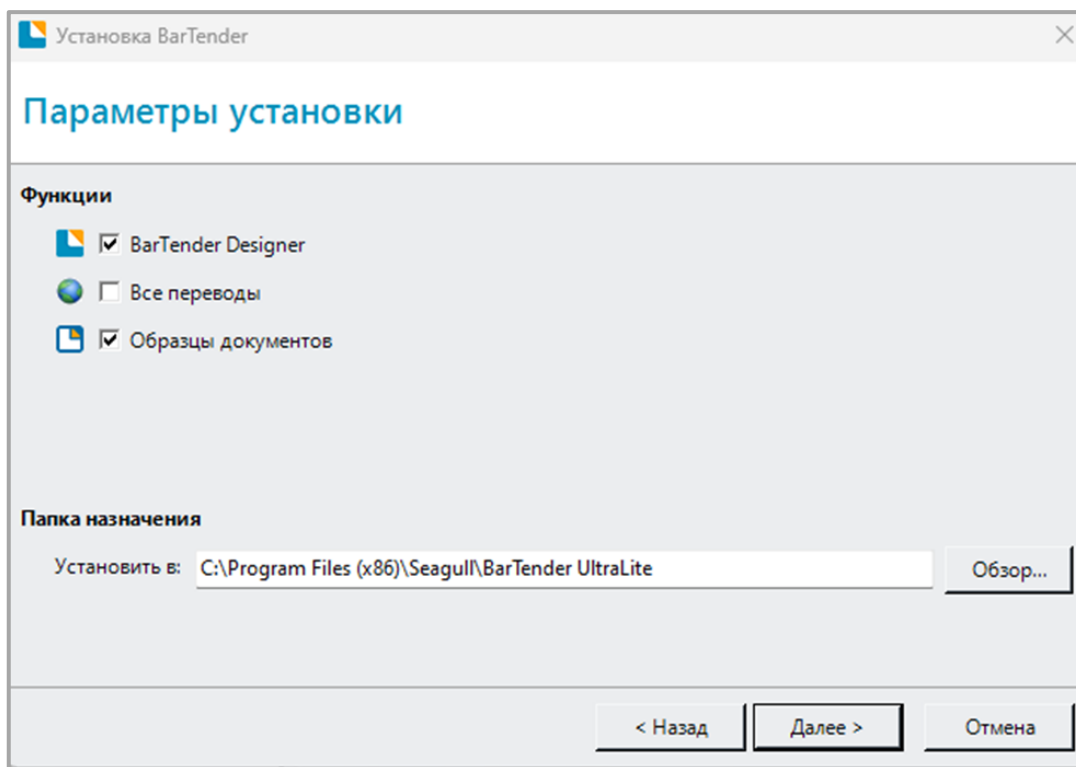 Установка BarTender
Параметры установки
Функции
BarTender Designer
Все переводы
Образцы документов
Папка назначения
Установить в: C:\Program Files (x86)\Seagull\BarTender UltraLite Обзор...
< Назад Далее > Отмена